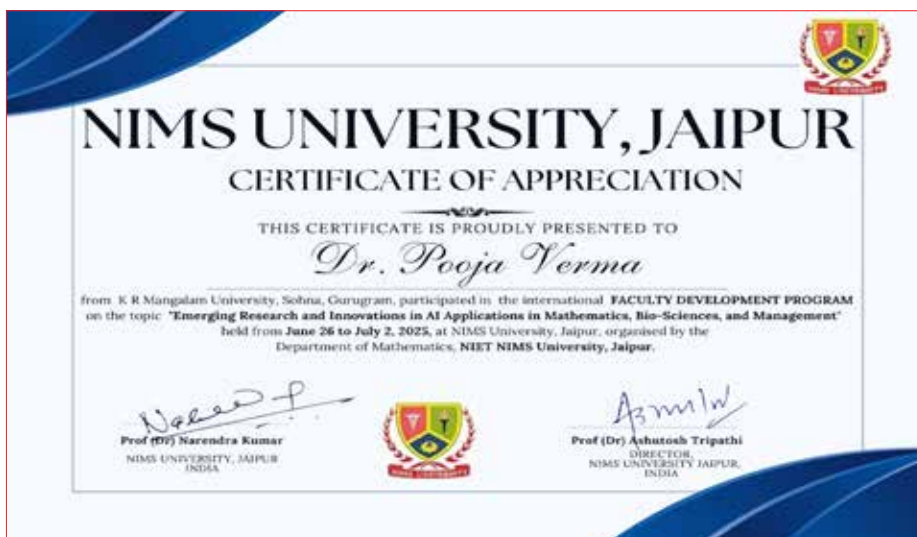 NIMS UNIVERSITY
NIMS UNIVERSITY, JAIPUR
CERTIFICATE OF APPRECIATION
THIS CERTIFICATE IS PROUDLY PRESENTED TO
Dr. Pooja Verma
from K R Mangalam University, Sohna, Gurugram, participated in the international FACULTY DEVELOPMENT PROGRAM
on the topic "Emerging Research and Innovations in AI Applications in Mathematics, Bio-Sciences, and Management"
held from June 26 to July 2, 2025, at NIMS University, Jaipur, organised by the
Department of Mathematics, NIET NIMS University, Jaipur.
Prof (Dr) Narendra Kumar
NIMS UNIVERSITY, JAIPUR
INDIA
NIMS UNIVERSITY
Prof (Dr) Ashutosh Tripathi
DIRECTOR,
NIMS UNIVERSITY JAIPUR,
INDIA